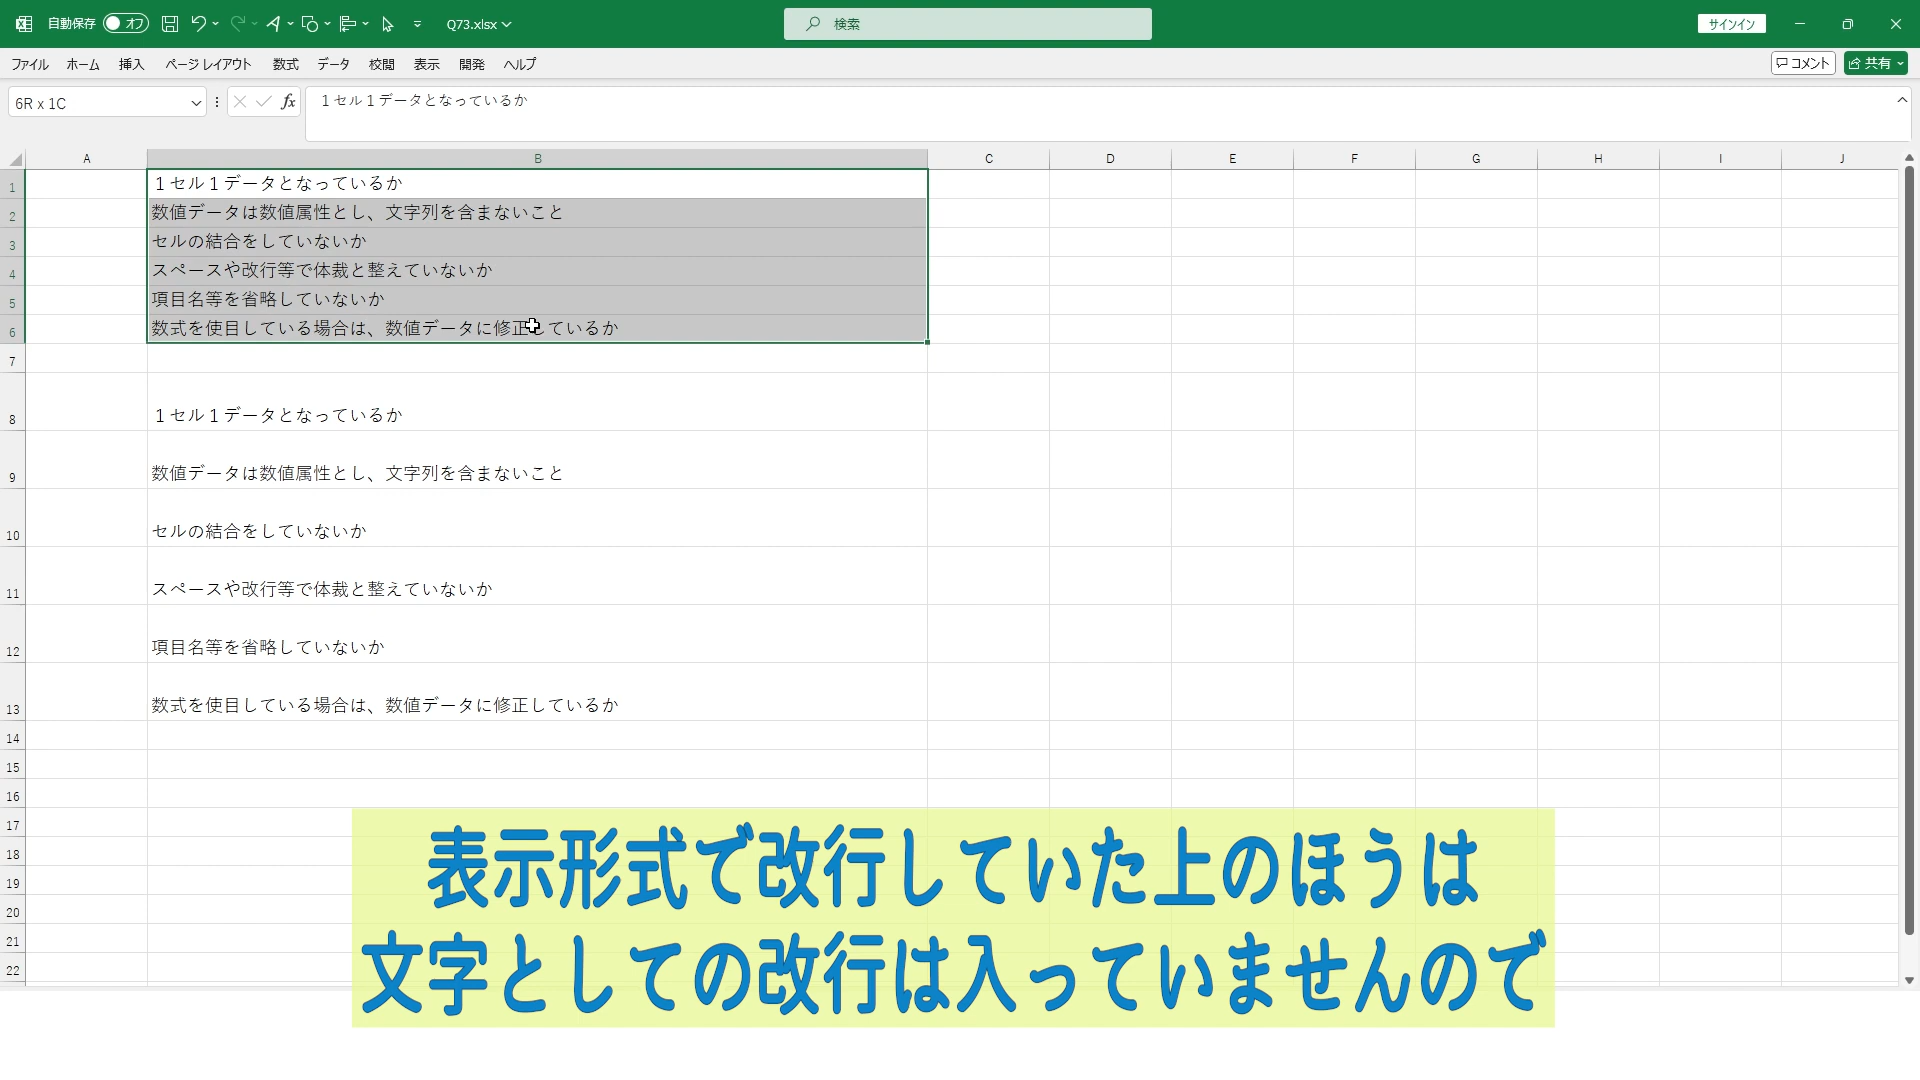 自動保存 オフ Q73.xlsx 検索 サインイン
ファイル ホーム 挿入 ページ レイアウト 数式 データ 校閲 表示 開発 ヘルプ コメント 共有
6R x 1C fx １セル１データとなっているか
A B C D E F G H I J
1 １セル１データとなっているか
2 数値データは数値属性とし、文字列を含まないこと
3 セルの結合をしていないか
4 スペースや改行等で体裁と整えていないか
5 項目名等を省略していないか
6 数式を使目している場合は、数値データに修正しているか
7
8 １セル１データとなっているか
9 数値データは数値属性とし、文字列を含まないこと
10 セルの結合をしていないか
11 スペースや改行等で体裁と整えていないか
12 項目名等を省略していないか
13 数式を使目している場合は、数値データに修正しているか
14
15
16
17
18
19
20
21
22
表示形式で改行していた上のほうは
文字としての改行は入っていませんので